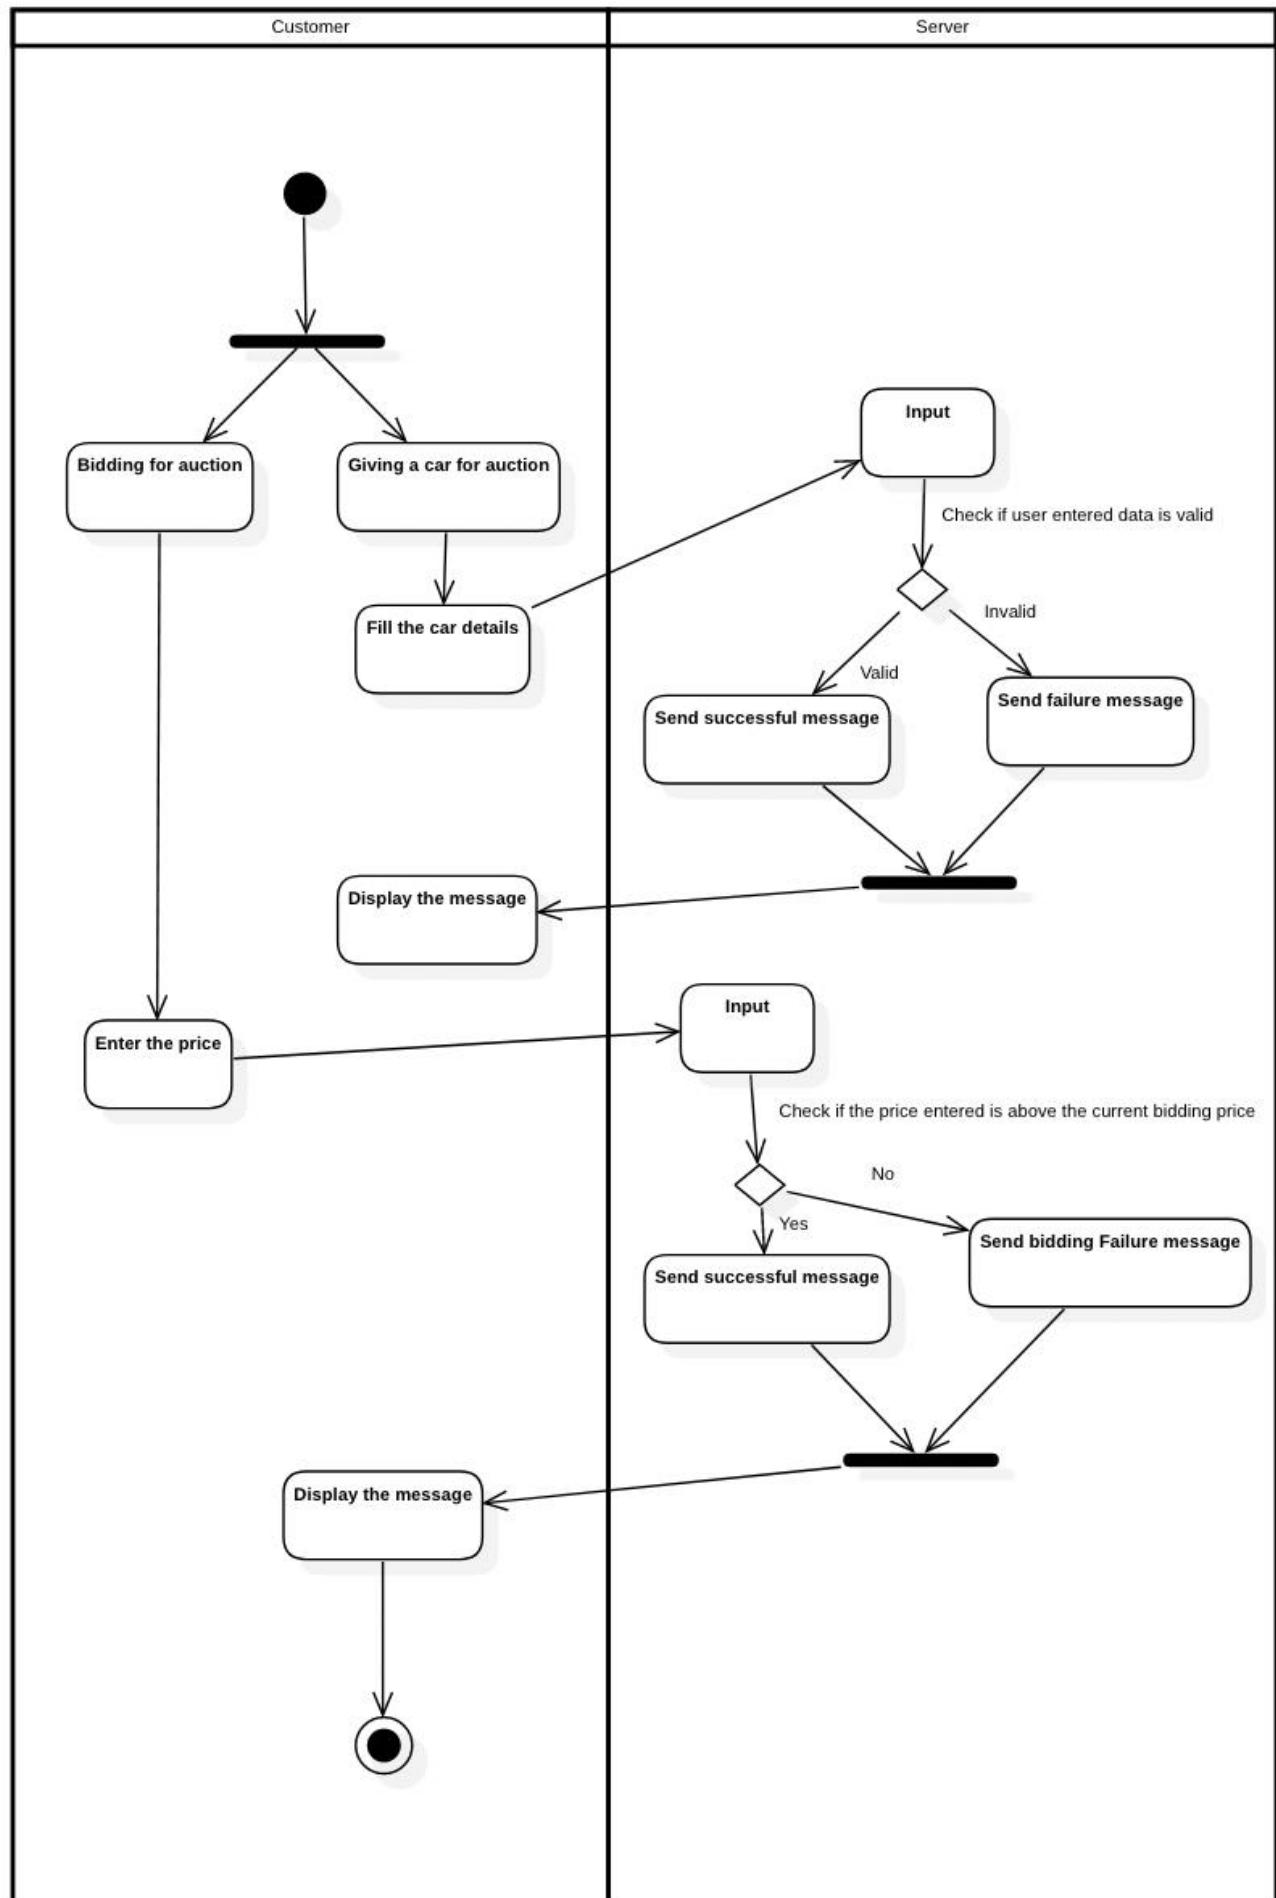 Customer
Server
Input
Bidding for auction
Giving a car for auction
Check if user entered data is valid
Invalid
Fill the car details
Valid
Send failure message
Send successful message
Display the message
Input
Enter the price
Check if the price entered is above the current bidding price
No
Yes
Send bidding Failure message
Send successful message
Display the message